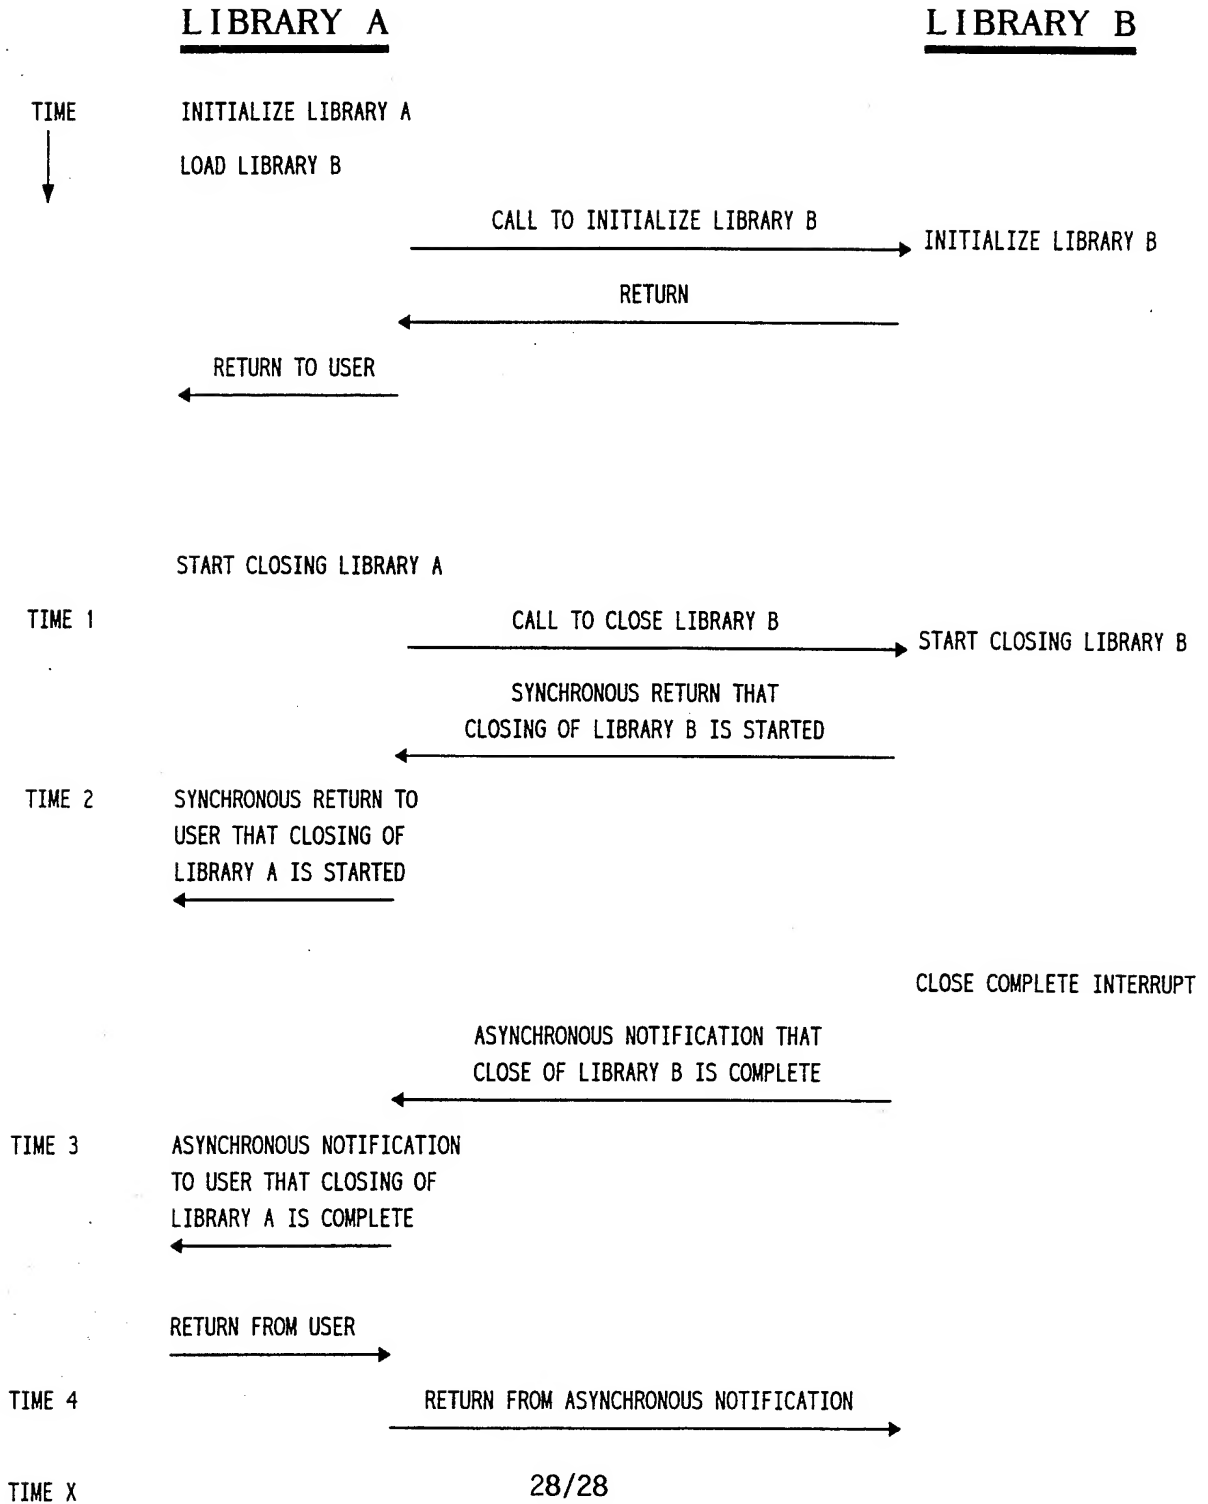 LIBRARY A
LIBRARY B
TIME
INITIALIZE LIBRARY A
LOAD LIBRARY B
CALL TO INITIALIZE LIBRARY B
INITIALIZE LIBRARY B
RETURN
RETURN TO USER
START CLOSING LIBRARY A
TIME 1
CALL TO CLOSE LIBRARY B
START CLOSING LIBRARY B
SYNCHRONOUS RETURN THAT
CLOSING OF LIBRARY B IS STARTED
TIME 2
SYNCHRONOUS RETURN TO
USER THAT CLOSING OF
LIBRARY A IS STARTED
CLOSE COMPLETE INTERRUPT
ASYNCHRONOUS NOTIFICATION THAT
CLOSE OF LIBRARY B IS COMPLETE
TIME 3
ASYNCHRONOUS NOTIFICATION
TO USER THAT CLOSING OF
LIBRARY A IS COMPLETE
RETURN FROM USER
TIME 4
RETURN FROM ASYNCHRONOUS NOTIFICATION
TIME X
28/28